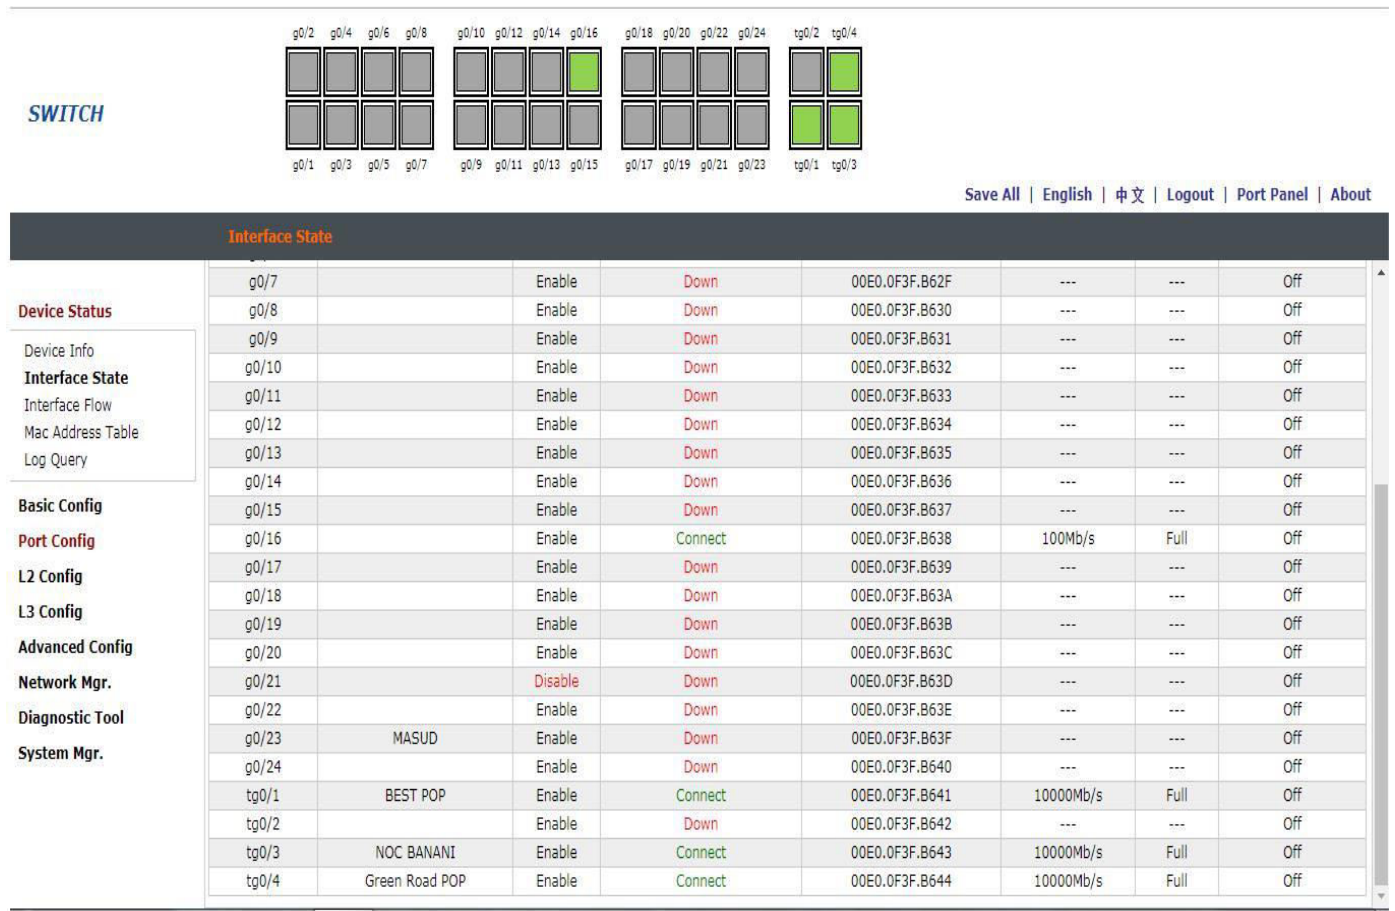 g0/2 g0/4 g0/6 g0/8 g0/10 g0/12 g0/14 g0/16 g0/18 g0/20 g0/22 g0/24 tg0/2 tg0/4
SWITCH
g0/1 g0/3 g0/5 g0/7 g0/9 g0/11 g0/13 g0/15 g0/17 g0/19 g0/21 g0/23 tg0/1 tg0/3
Save All | English | 中文 | Logout | Port Panel | About
Interface State
Device Status
Device Info
Interface State
Interface Flow
Mac Address Table
Log Query
Basic Config
Port Config
L2 Config
L3 Config
Advanced Config
Network Mgr.
Diagnostic Tool
System Mgr.
g0/7 Enable Down 00E0.0F3F.B62F --- --- Off
g0/8 Enable Down 00E0.0F3F.B630 --- --- Off
g0/9 Enable Down 00E0.0F3F.B631 --- --- Off
g0/10 Enable Down 00E0.0F3F.B632 --- --- Off
g0/11 Enable Down 00E0.0F3F.B633 --- --- Off
g0/12 Enable Down 00E0.0F3F.B634 --- --- Off
g0/13 Enable Down 00E0.0F3F.B635 --- --- Off
g0/14 Enable Down 00E0.0F3F.B636 --- --- Off
g0/15 Enable Down 00E0.0F3F.B637 --- --- Off
g0/16 Enable Connect 00E0.0F3F.B638 100Mb/s Full Off
g0/17 Enable Down 00E0.0F3F.B639 --- --- Off
g0/18 Enable Down 00E0.0F3F.B63A --- --- Off
g0/19 Enable Down 00E0.0F3F.B63B --- --- Off
g0/20 Enable Down 00E0.0F3F.B63C --- --- Off
g0/21 Disable Down 00E0.0F3F.B63D --- --- Off
g0/22 Enable Down 00E0.0F3F.B63E --- --- Off
g0/23 MASUD Enable Down 00E0.0F3F.B63F --- --- Off
g0/24 Enable Down 00E0.0F3F.B640 --- --- Off
tg0/1 BEST POP Enable Connect 00E0.0F3F.B641 10000Mb/s Full Off
tg0/2 Enable Down 00E0.0F3F.B642 --- --- Off
tg0/3 NOC BANANI Enable Connect 00E0.0F3F.B643 10000Mb/s Full Off
tg0/4 Green Road POP Enable Connect 00E0.0F3F.B644 10000Mb/s Full Off